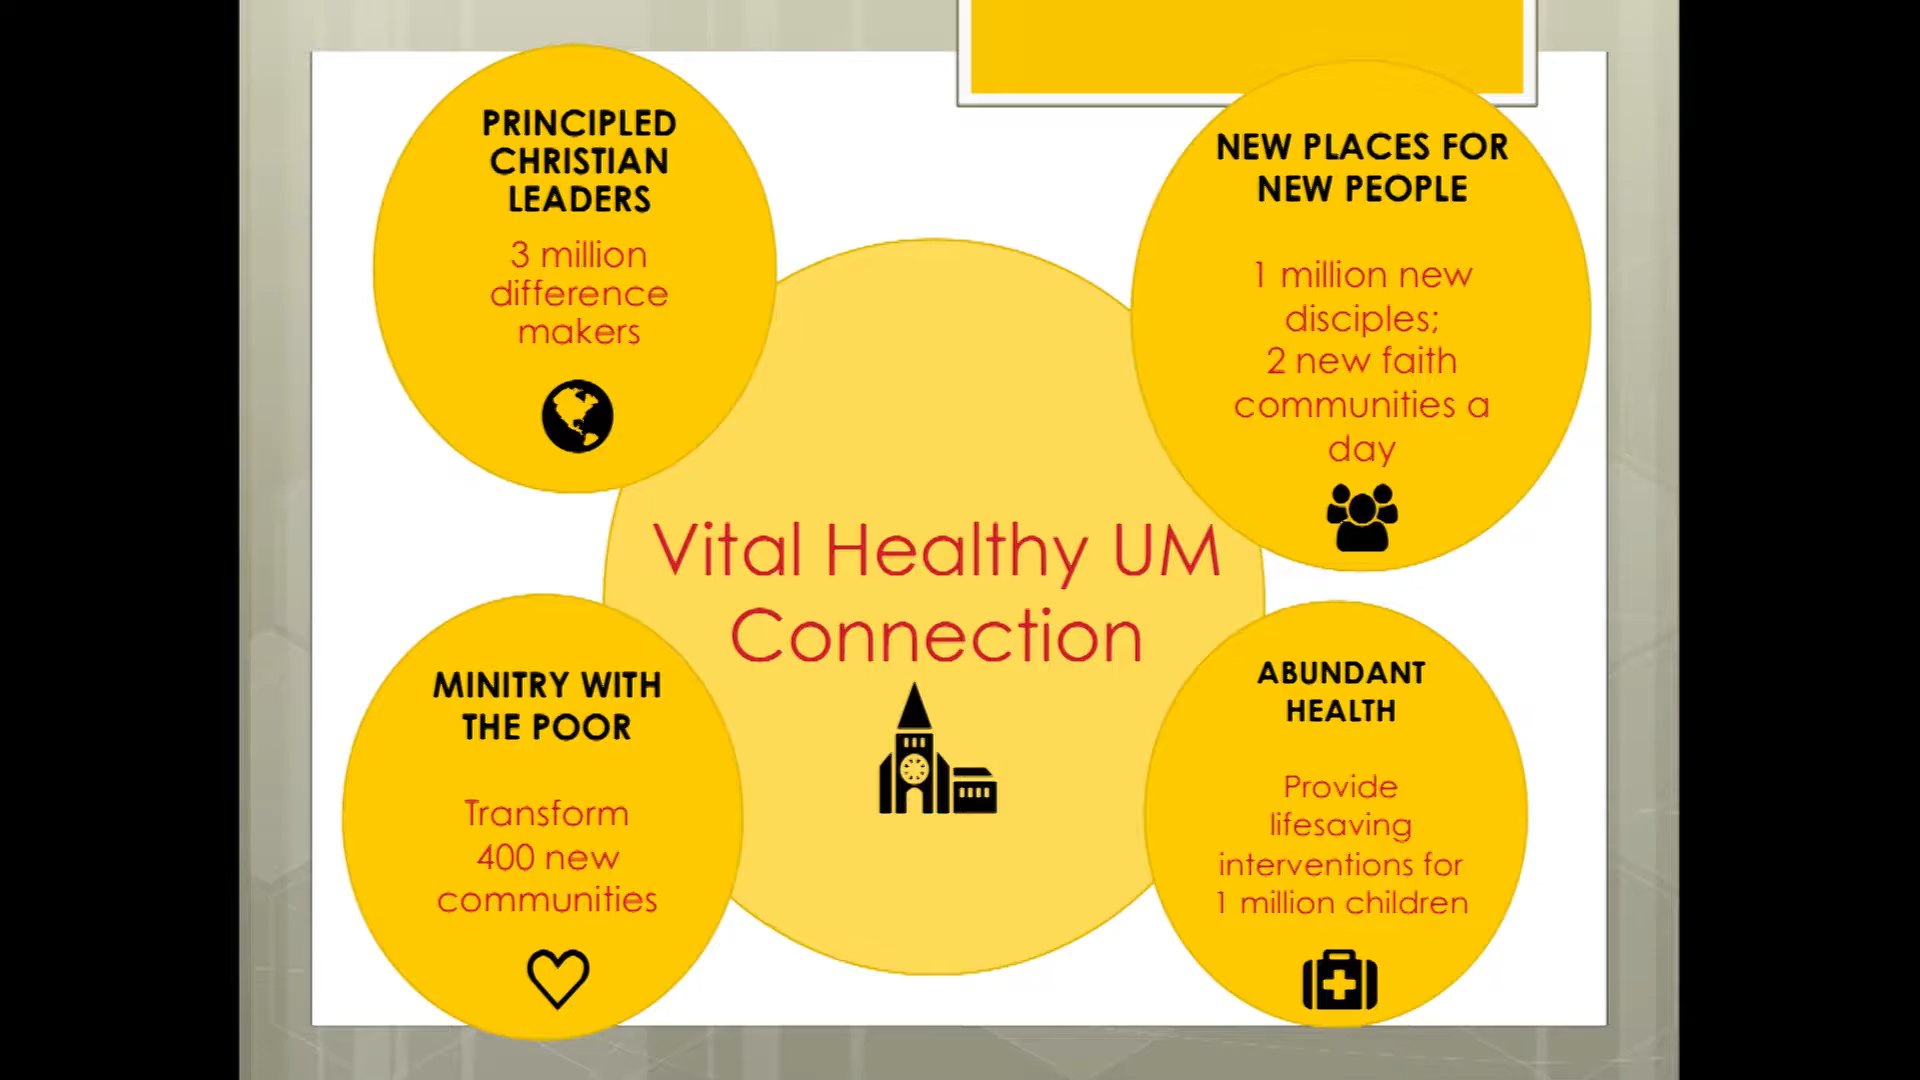 PRINCIPLED
CHRISTIAN
LEADERS
3 million
difference
makers
NEW PLACES FOR
NEW PEOPLE
1 million new
disciples;
2 new faith
communities a
day
Vital Healthy UM
Connection
MINITRY WITH
THE POOR
Transform
400 new
communities
ABUNDANT
HEALTH
Provide
lifesaving
interventions for
1 million children